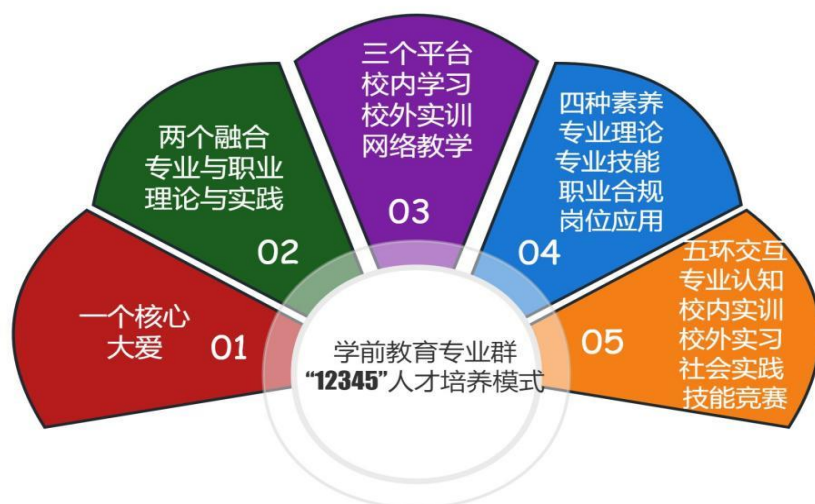 一个核心
大爱
01
两个融合
专业与职业
理论与实践
02
三个平台
校内学习
校外实训
网络教学
03
四种素养
专业理论
专业技能
职业合规
岗位应用
04
五环交互
专业认知
校内实训
校外实习
社会实践
技能竞赛
05
学前教育专业群
“12345”人才培养模式